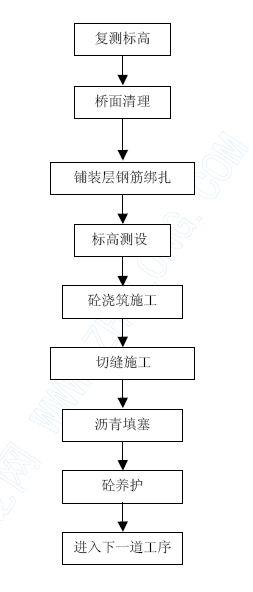 复测标高
桥面清理
铺装层钢筋绑扎
标高测设
砼浇筑施工
切缝施工
沥青填塞
砼养护
进入下一道工序